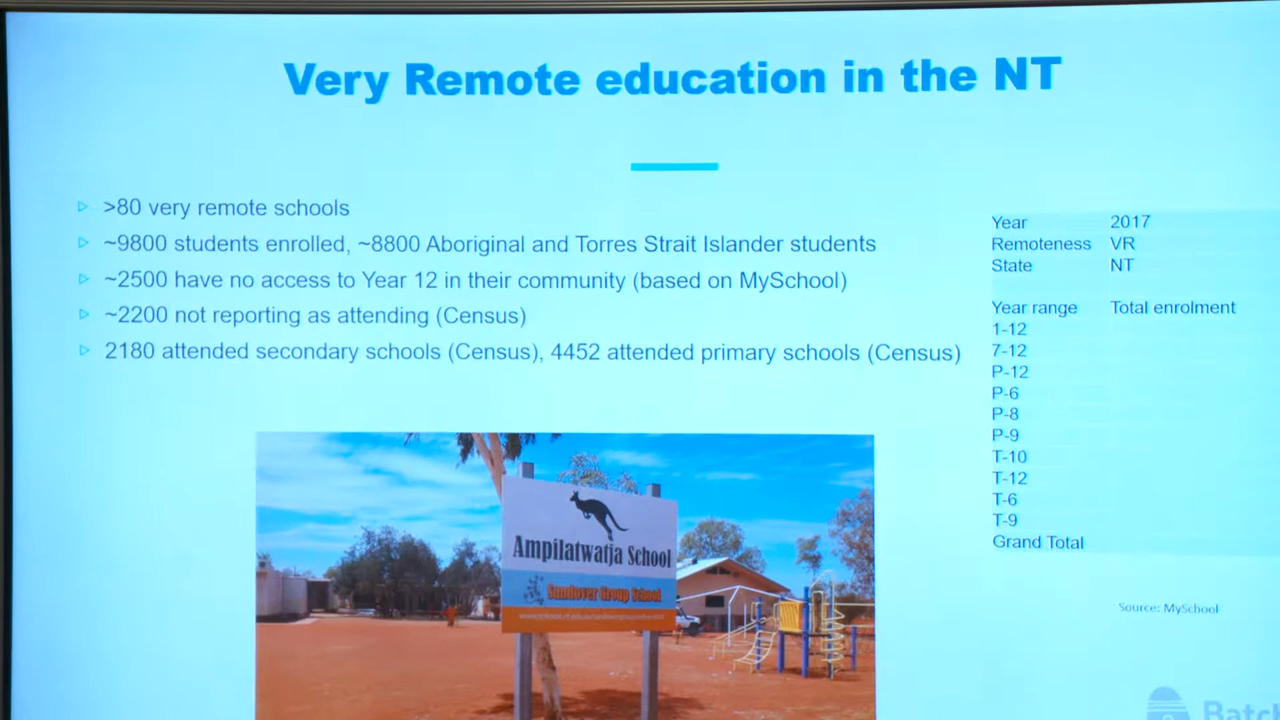 Very Remote education in the NT
>80 very remote schools
~9800 students enrolled, ~8800 Aboriginal and Torres Strait Islander students
~2500 have no access to Year 12 in their community (based on MySchool)
~2200 not reporting as attending (Census)
2180 attended secondary schools (Census), 4452 attended primary schools (Census)
Year 2017
Remoteness VR
State NT
Year range Total enrolment
1-12
7-12
P-12
P-6
P-8
P-9
T-10
T-12
T-6
T-9
Grand Total
Source: MySchool
Ampilatwatja School
Sandover Group School